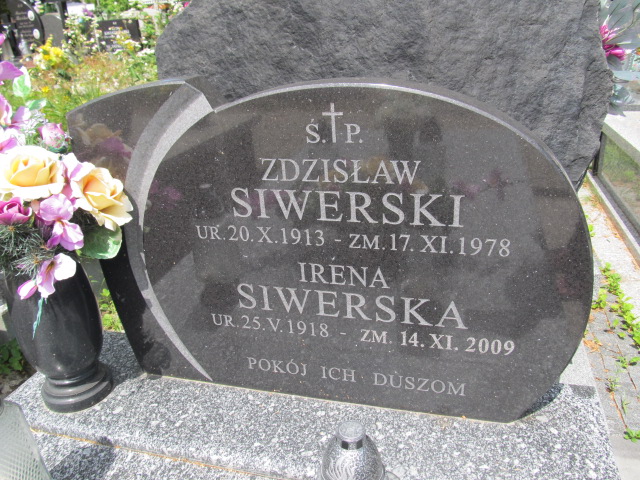 Ś.†P.
ZDZISŁAW
SIWERSKI
UR. 20. X. 1913 - ZM. 17. XI. 1978
IRENA
SIWERSKA
UR. 25. V. 1918 - ZM. 14. XI. 2009
POKÓJ ICH DUSZOM